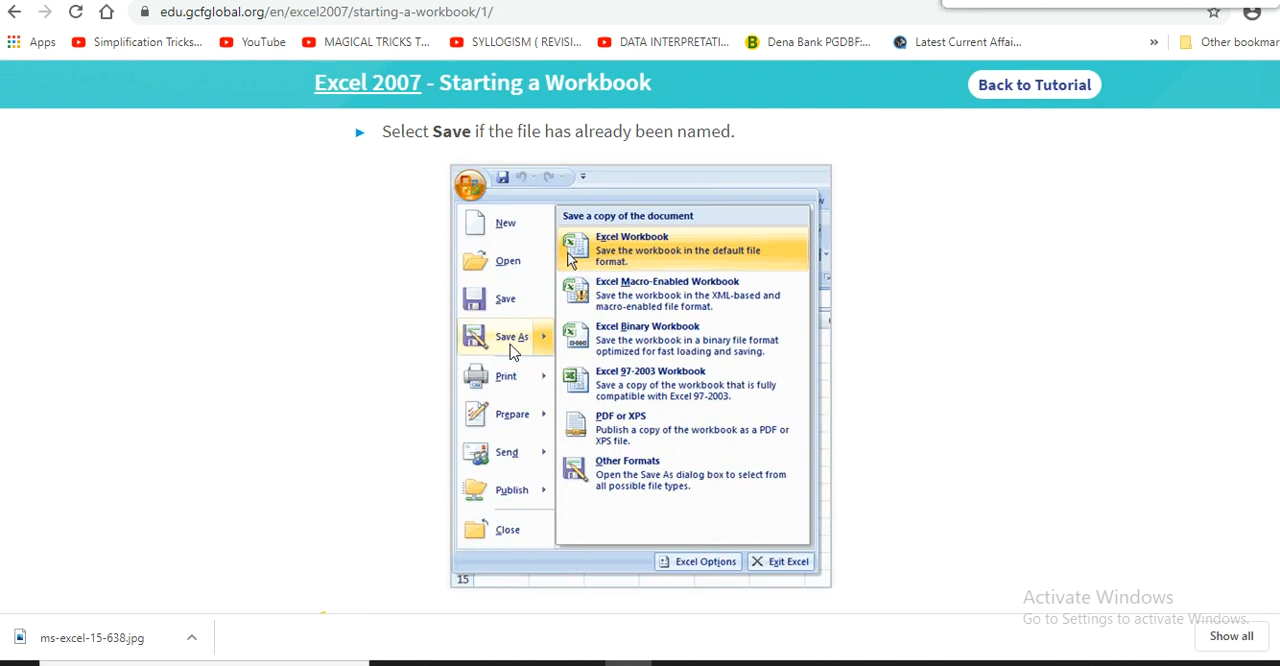 edu.gcfglobal.org/en/excel2007/starting-a-workbook/1/
Apps Simplification Tricks... YouTube MAGICAL TRICKS T... SYLLOGISM ( REVISI... DATA INTERPRETATI... Dena Bank PGDBF:... Latest Current Affai... » Other bookmar
Excel 2007 - Starting a Workbook
Back to Tutorial
Select Save if the file has already been named.
New
Open
Save
Save As
Print
Prepare
Send
Publish
Close
Save a copy of the document
Excel Workbook
Save the workbook in the default file
format.
Excel Macro-Enabled Workbook
Save the workbook in the XML-based and
macro-enabled file format.
Excel Binary Workbook
Save the workbook in a binary file format
optimized for fast loading and saving.
Excel 97-2003 Workbook
Save a copy of the workbook that is fully
compatible with Excel 97-2003.
PDF or XPS
Publish a copy of the workbook as a PDF or
XPS file.
Other Formats
Open the Save As dialog box to select from
all possible file types.
Excel Options Exit Excel
15
Activate Windows
Go to Settings to activate Windows.
ms-excel-15-638.jpg
Show all